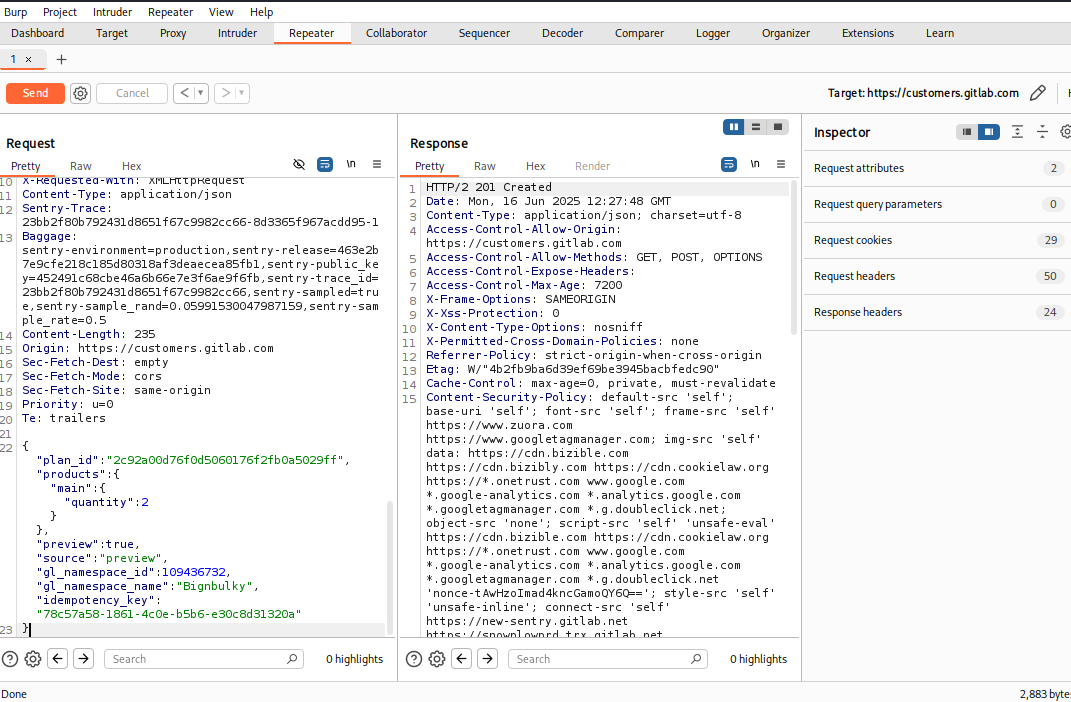 Burp Project Intruder Repeater View Help
Dashboard Target Proxy Intruder Repeater Collaborator Sequencer Decoder Comparer Logger Organizer Extensions Learn
1 × +
Send Cancel < > Target: https://customers.gitlab.com
Request
Pretty Raw Hex \n
10 X-Requested-With: XMLHttpRequest
11 Content-Type: application/json
12 Sentry-Trace:
23bb2f80b792431d8651f67c9982cc66-8d3365f967acdd95-1
13 Baggage:
sentry-environment=production,sentry-release=463e2b
7e9cfe218c185d80318af3deaecea85fb1,sentry-public_ke
y=452491c68cbe46a6b66e7e3f6ae9f6fb,sentry-trace_id=
23bb2f80b792431d8651f67c9982cc66,sentry-sampled=tru
e,sentry-sample_rand=0.05991530047987159,sentry-sam
ple_rate=0.5
14 Content-Length: 235
15 Origin: https://customers.gitlab.com
16 Sec-Fetch-Dest: empty
17 Sec-Fetch-Mode: cors
18 Sec-Fetch-Site: same-origin
19 Priority: u=0
20 Te: trailers
21
22 {
"plan_id":"2c92a00d76f0d5060176f2fb0a5029ff",
"products":{
"main":{
"quantity":2
}
},
"preview":true,
"source":"preview",
"gl_namespace_id":109436732,
"gl_namespace_name":"Bignbulky",
"idempotency_key":
"78c57a58-1861-4c0e-b5b6-e30c8d31320a"
23 }
Search 0 highlights
Response
Pretty Raw Hex Render \n
1 HTTP/2 201 Created
2 Date: Mon, 16 Jun 2025 12:27:48 GMT
3 Content-Type: application/json; charset=utf-8
4 Access-Control-Allow-Origin:
https://customers.gitlab.com
5 Access-Control-Allow-Methods: GET, POST, OPTIONS
6 Access-Control-Expose-Headers:
7 Access-Control-Max-Age: 7200
8 X-Frame-Options: SAMEORIGIN
9 X-Xss-Protection: 0
10 X-Content-Type-Options: nosniff
11 X-Permitted-Cross-Domain-Policies: none
12 Referrer-Policy: strict-origin-when-cross-origin
13 Etag: W/"4b2fb9ba6d39ef69be3945bacbfedc90"
14 Cache-Control: max-age=0, private, must-revalidate
15 Content-Security-Policy: default-src 'self';
base-uri 'self'; font-src 'self'; frame-src 'self'
https://www.zuora.com
https://www.googletagmanager.com; img-src 'self'
data: https://cdn.bizible.com
https://cdn.bizibly.com https://cdn.cookielaw.org
https://*.onetrust.com www.google.com
*.google-analytics.com *.analytics.google.com
*.googletagmanager.com *.g.doubleclick.net;
object-src 'none'; script-src 'self' 'unsafe-eval'
https://cdn.bizible.com https://cdn.cookielaw.org
https://*.onetrust.com www.google.com
*.google-analytics.com *.analytics.google.com
*.googletagmanager.com *.g.doubleclick.net
'nonce-tAwHzoImad4kncGamoQY6Q=='; style-src 'self'
'unsafe-inline'; connect-src 'self'
https://new-sentry.gitlab.net
https://snowplowprd.trx.gitlab.net
Search 0 highlights
Inspector
Request attributes 2
Request query parameters 0
Request cookies 29
Request headers 50
Response headers 24
Done 2,883 byte